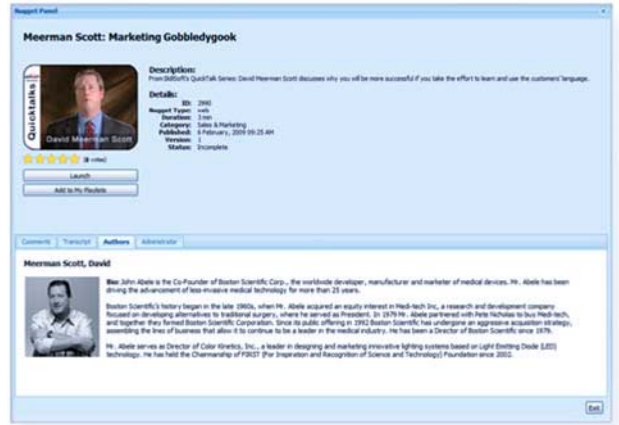 Nugget Panel
x
Meerman Scott: Marketing Gobbledygook
Quicktalks
David Meerman Scott
Description:
From SkillSoft's QuickTalk Series: David Meerman Scott discusses why you will be more successful if you take the effort to learn and use the customers' language.
Details:
ID: 2990
Nugget Type: web
Duration: 3 min
Category: Sales & Marketing
Published: 6 February, 2009 09:25 AM
Version: 1
Status: Incomplete
(8 votes)
Launch
Add to My Playlists
Comments Transcript Authors Administrator
Meerman Scott, David
Bio: John Abele is the Co-Founder of Boston Scientific Corp., the worldwide developer, manufacturer and marketer of medical devices. Mr. Abele has been
driving the advancement of less-invasive medical technology for more than 25 years.
Boston Scientific's history began in the late 1960s, when Mr. Abele acquired an equity interest in Medi-tech Inc, a research and development company
focused on developing alternatives to traditional surgery, where he served as President. In 1979 Mr. Abele partnered with Pete Nicholas to buy Medi-tech,
and together they formed Boston Scientific Corporation. Since its public offering in 1992 Boston Scientific has undergone an aggressive acquisition strategy,
assembling the lines of business that allow it to continue to be a leader in the medical industry. He has been a Director of Boston Scientific since 1979.
Mr. Abele serves as Director of Color Kinetics, Inc., a leader in designing and marketing innovative lighting systems based on Light Emitting Diode (LED)
technology. He has held the Chairmanship of FIRST (For Inspiration and Recognition of Science and Technology) Foundation since 2002.
Exit